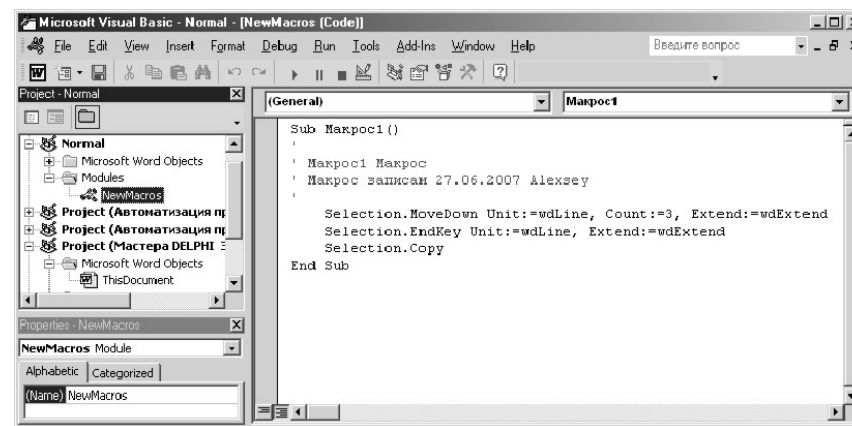 Microsoft Visual Basic - Normal - [NewMacros (Code)]
File Edit View Insert Format Debug Run Tools Add-Ins Window Help
Введите вопрос
Project - Normal
Normal
Microsoft Word Objects
Modules
NewMacros
Project (Автоматизация пр
Project (Автоматизация пр
Project (Мастера DELPHI
Microsoft Word Objects
ThisDocument
Properties - NewMacros
NewMacros Module
Alphabetic Categorized
(Name) NewMacros
(General) Макрос1
Sub Макрос1()
'
' Макрос1 Макрос
' Макрос записан 27.06.2007 Alexsey
'
Selection.MoveDown Unit:=wdLine, Count:=3, Extend:=wdExtend
Selection.EndKey Unit:=wdLine, Extend:=wdExtend
Selection.Copy
End Sub